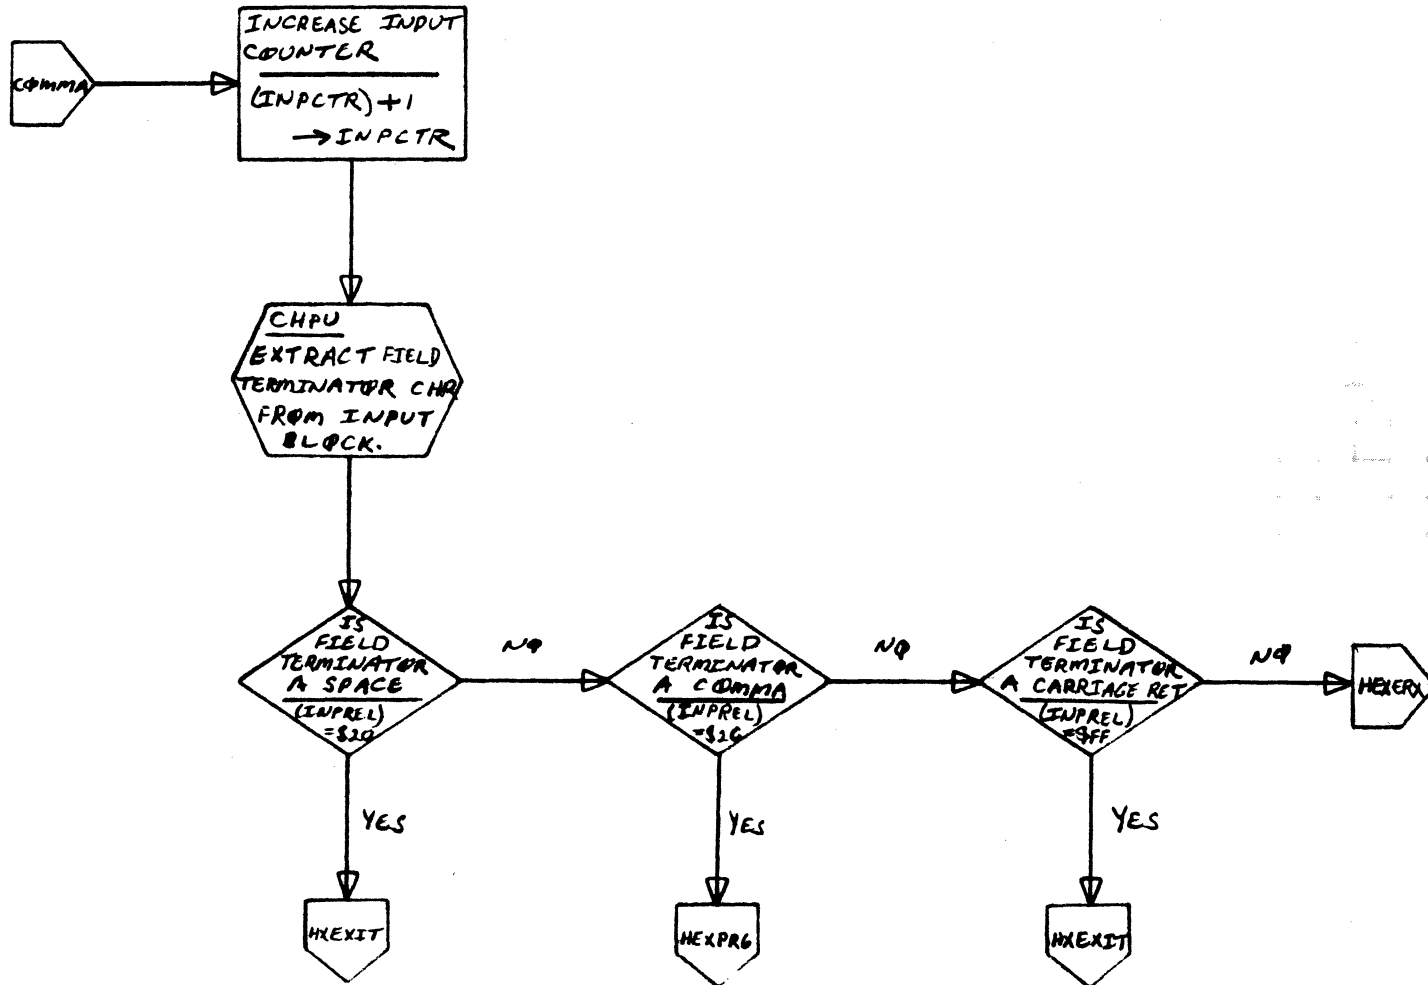 COMMA
INCREASE INPUT
COUNTER
(INPCTR)+1
→INPCTR
CHPU
EXTRACT FIELD
TERMINATOR CHR
FROM INPUT
BLOCK.
IS
FIELD
TERMINATOR
A SPACE
(INPREL)
=$20
NO
IS
FIELD
TERMINATOR
A COMMA
(INPREL)
=$2C
NO
IS
FIELD
TERMINATOR
A CARRIAGE RET
(INPREL)
=$FF
NO
HEXERX
YES
YES
YES
HXEXIT
HEXPRG
HXEXIT